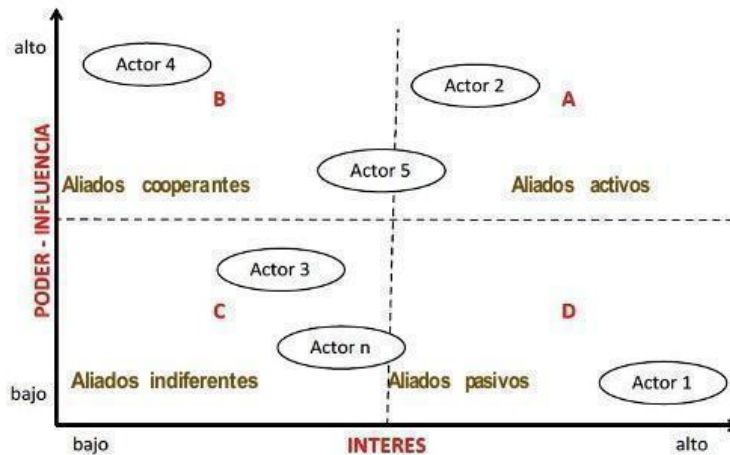 alto
Actor 4
Actor 2
B
A
Actor 5
Aliados cooperantes
Aliados activos
PODER - INFLUENCIA
Actor 3
C
D
Actor n
Aliados indiferentes
Aliados pasivos
Actor 1
bajo
bajo
INTERES
alto